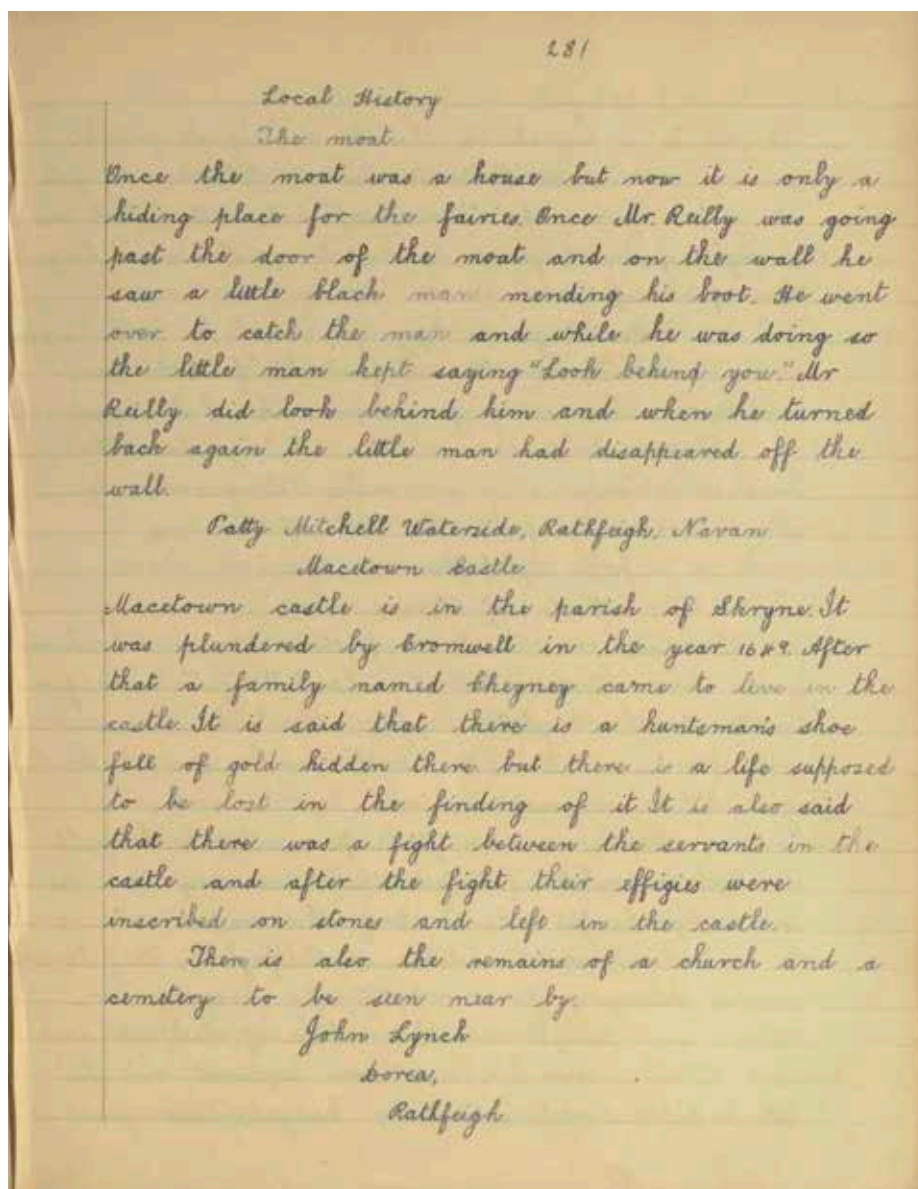 281
Local History
The moat
Once the moat was a house but now it is only a
hiding place for the fairies. Once Mr. Reilly was going
past the door of the moat and on the wall he
saw a little black man mending his boot. He went
over to catch the man and while he was doing so
the little man kept saying "Look behind you." Mr
Reilly did look behind him and when he turned
back again the little man had disappeared off the
wall.
Patty Mitchell Waterside, Rathfeigh, Navan
Macetown Castle
Macetown castle is in the parish of Skryne. It
was plundered by Cromwell in the year 1649. After
that a family named Cheyney came to live in the
castle. It is said that there is a huntsman's shoe
full of gold hidden there but there is a life supposed
to be lost in the finding of it It is also said
that there was a fight between the servants in the
castle and after the fight their effigies were
inscribed on stones and left in the castle.
There is also the remains of a church and a
cemetery to be seen near by.
John Lynch
Rathfeigh